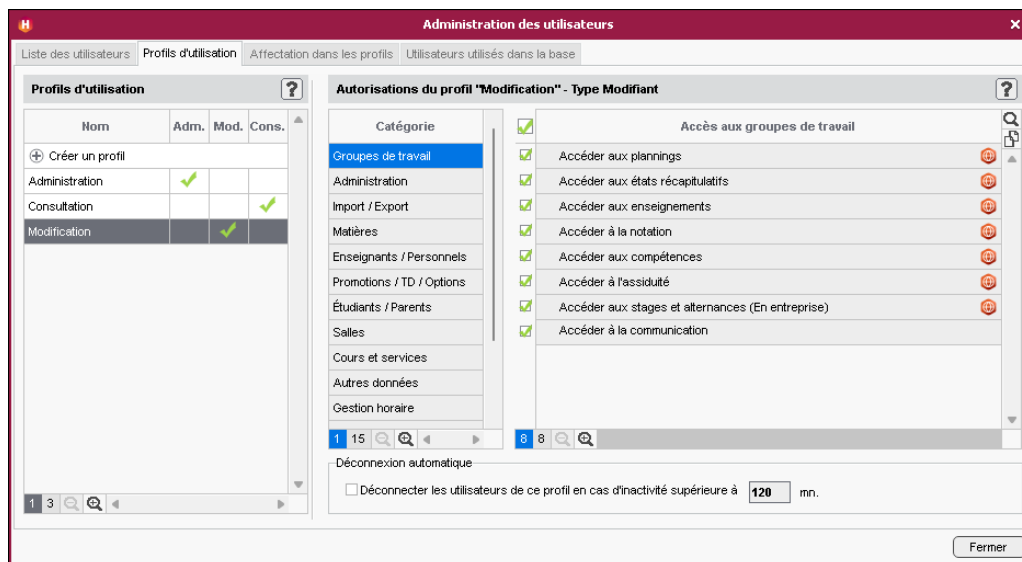 Administration des utilisateurs
Liste des utilisateurs Profils d'utilisation Affectation dans les profils Utilisateurs utilisés dans la base
Profils d'utilisation ?
Nom Adm. Mod. Cons.
Créer un profil
Administration
Consultation
Modification
1 3
Autorisations du profil "Modification" - Type Modifiant ?
Catégorie
Groupes de travail
Administration
Import / Export
Matières
Enseignants / Personnels
Promotions / TD / Options
Étudiants / Parents
Salles
Cours et services
Autres données
Gestion horaire
1 15
Accès aux groupes de travail
Accéder aux plannings
Accéder aux états récapitulatifs
Accéder aux enseignements
Accéder à la notation
Accéder aux compétences
Accéder à l'assiduité
Accéder aux stages et alternances (En entreprise)
Accéder à la communication
8 8
Déconnexion automatique
Déconnecter les utilisateurs de ce profil en cas d'inactivité supérieure à 120 mn.
Fermer